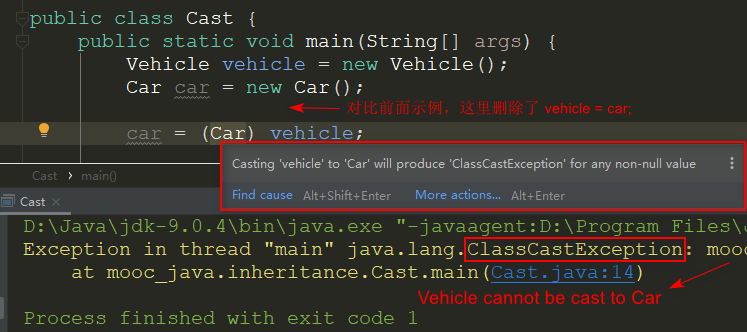 public class Cast {
public static void main(String[] args) {
Vehicle vehicle = new Vehicle();
Car car = new Car();
对比前面示例，这里删除了 vehicle = car;
car = (Car) vehicle;
Casting 'vehicle' to 'Car' will produce 'ClassCastException' for any non-null value
Find cause Alt+Shift+Enter More actions... Alt+Enter
Cast › main()
Cast ×
D:\Java\jdk-9.0.4\bin\java.exe "-javaagent:D:\Program Files\J
Exception in thread "main" java.lang.ClassCastException: mooc
at mooc_java.inheritance.Cast.main(Cast.java:14)
Vehicle cannot be cast to Car
Process finished with exit code 1